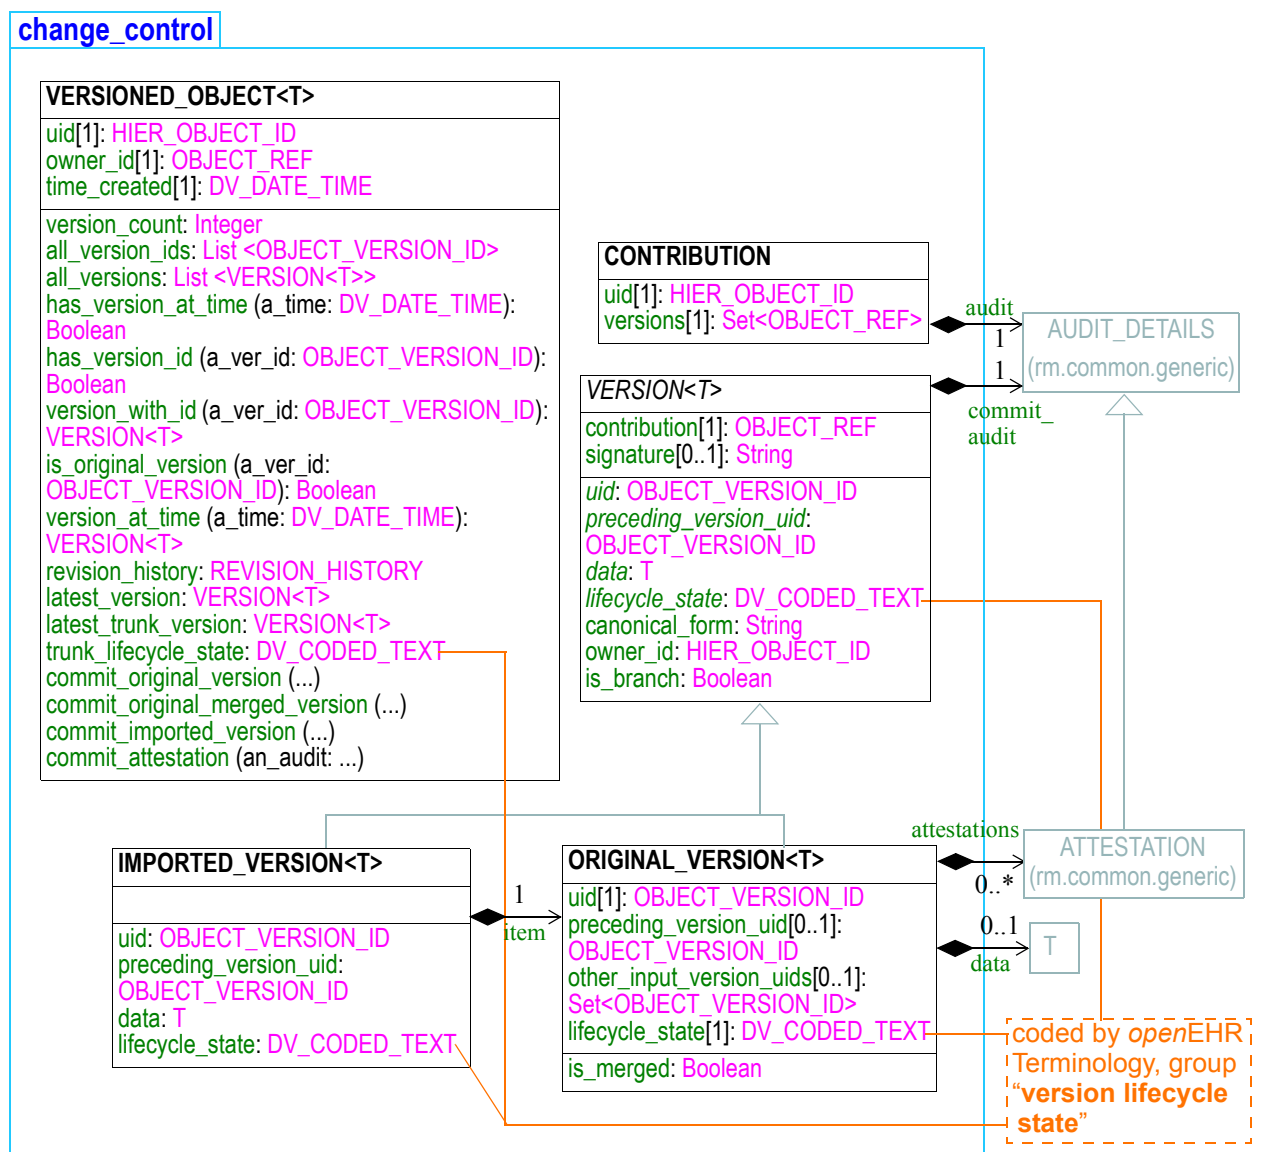 change_control
VERSIONED_OBJECT<T>
uid[1]: HIER_OBJECT_ID
owner_id[1]: OBJECT_REF
time_created[1]: DV_DATE_TIME
version_count: Integer
all_version_ids: List <OBJECT_VERSION_ID>
all_versions: List <VERSION<T>>
has_version_at_time (a_time: DV_DATE_TIME):
Boolean
has_version_id (a_ver_id: OBJECT_VERSION_ID):
Boolean
version_with_id (a_ver_id: OBJECT_VERSION_ID):
VERSION<T>
is_original_version (a_ver_id:
OBJECT_VERSION_ID): Boolean
version_at_time (a_time: DV_DATE_TIME):
VERSION<T>
revision_history: REVISION_HISTORY
latest_version: VERSION<T>
latest_trunk_version: VERSION<T>
trunk_lifecycle_state: DV_CODED_TEXT
commit_original_version (...)
commit_original_merged_version (...)
commit_imported_version (...)
commit_attestation (an_audit: ...)
CONTRIBUTION
uid[1]: HIER_OBJECT_ID
versions[1]: Set<OBJECT_REF>
audit
1
AUDIT_DETAILS
(rm.common.generic)
VERSION<T>
contribution[1]: OBJECT_REF
signature[0..1]: String
uid: OBJECT_VERSION_ID
preceding_version_uid:
OBJECT_VERSION_ID
data: T
lifecycle_state: DV_CODED_TEXT
canonical_form: String
owner_id: HIER_OBJECT_ID
is_branch: Boolean
1
commit_
audit
IMPORTED_VERSION<T>
uid: OBJECT_VERSION_ID
preceding_version_uid:
OBJECT_VERSION_ID
data: T
lifecycle_state: DV_CODED_TEXT
1
item
ORIGINAL_VERSION<T>
uid[1]: OBJECT_VERSION_ID
preceding_version_uid[0..1]:
OBJECT_VERSION_ID
other_input_version_uids[0..1]:
Set<OBJECT_VERSION_ID>
lifecycle_state[1]: DV_CODED_TEXT
is_merged: Boolean
attestations
0..*
ATTESTATION
(rm.common.generic)
0..1
data
T
coded by openEHR
Terminology, group
“version lifecycle
state”